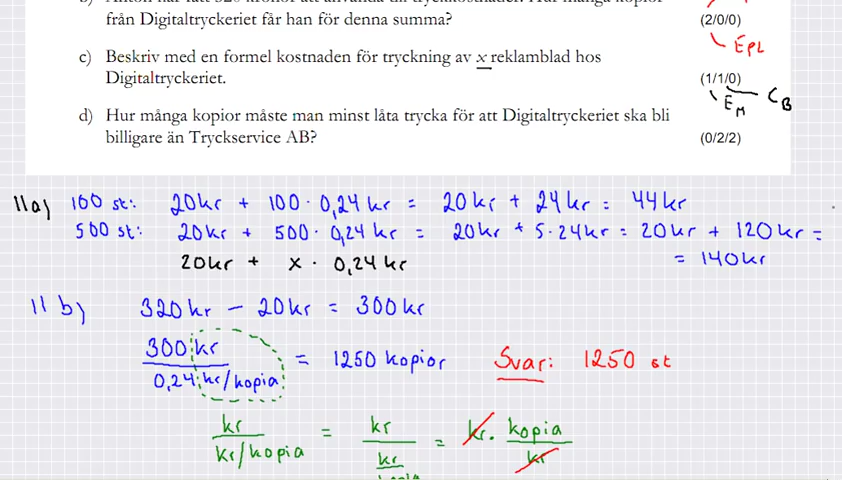 från Digitaltryckeriet får han för denna summa?
(2/0/0)
EPL
c) Beskriv med en formel kostnaden för tryckning av x reklamblad hos
Digitaltryckeriet.
(1/1/0)
EM CB
d) Hur många kopior måste man minst låta trycka för att Digitaltryckeriet ska bli
billigare än Tryckservice AB?
(0/2/2)
11a) 100 st: 20kr + 100 · 0,24 kr = 20kr + 24kr = 44 kr
500 st: 20kr + 500 · 0,24 kr = 20kr + 5·24kr = 20kr + 120kr =
= 140kr
20kr + x · 0,24kr
11 b) 320kr - 20kr = 300kr
300 kr
0,24 kr/kopia
= 1250 kopior
Svar: 1250 st
kr
kr/kopia
=
kr
kr
=
kr. kopia
kr